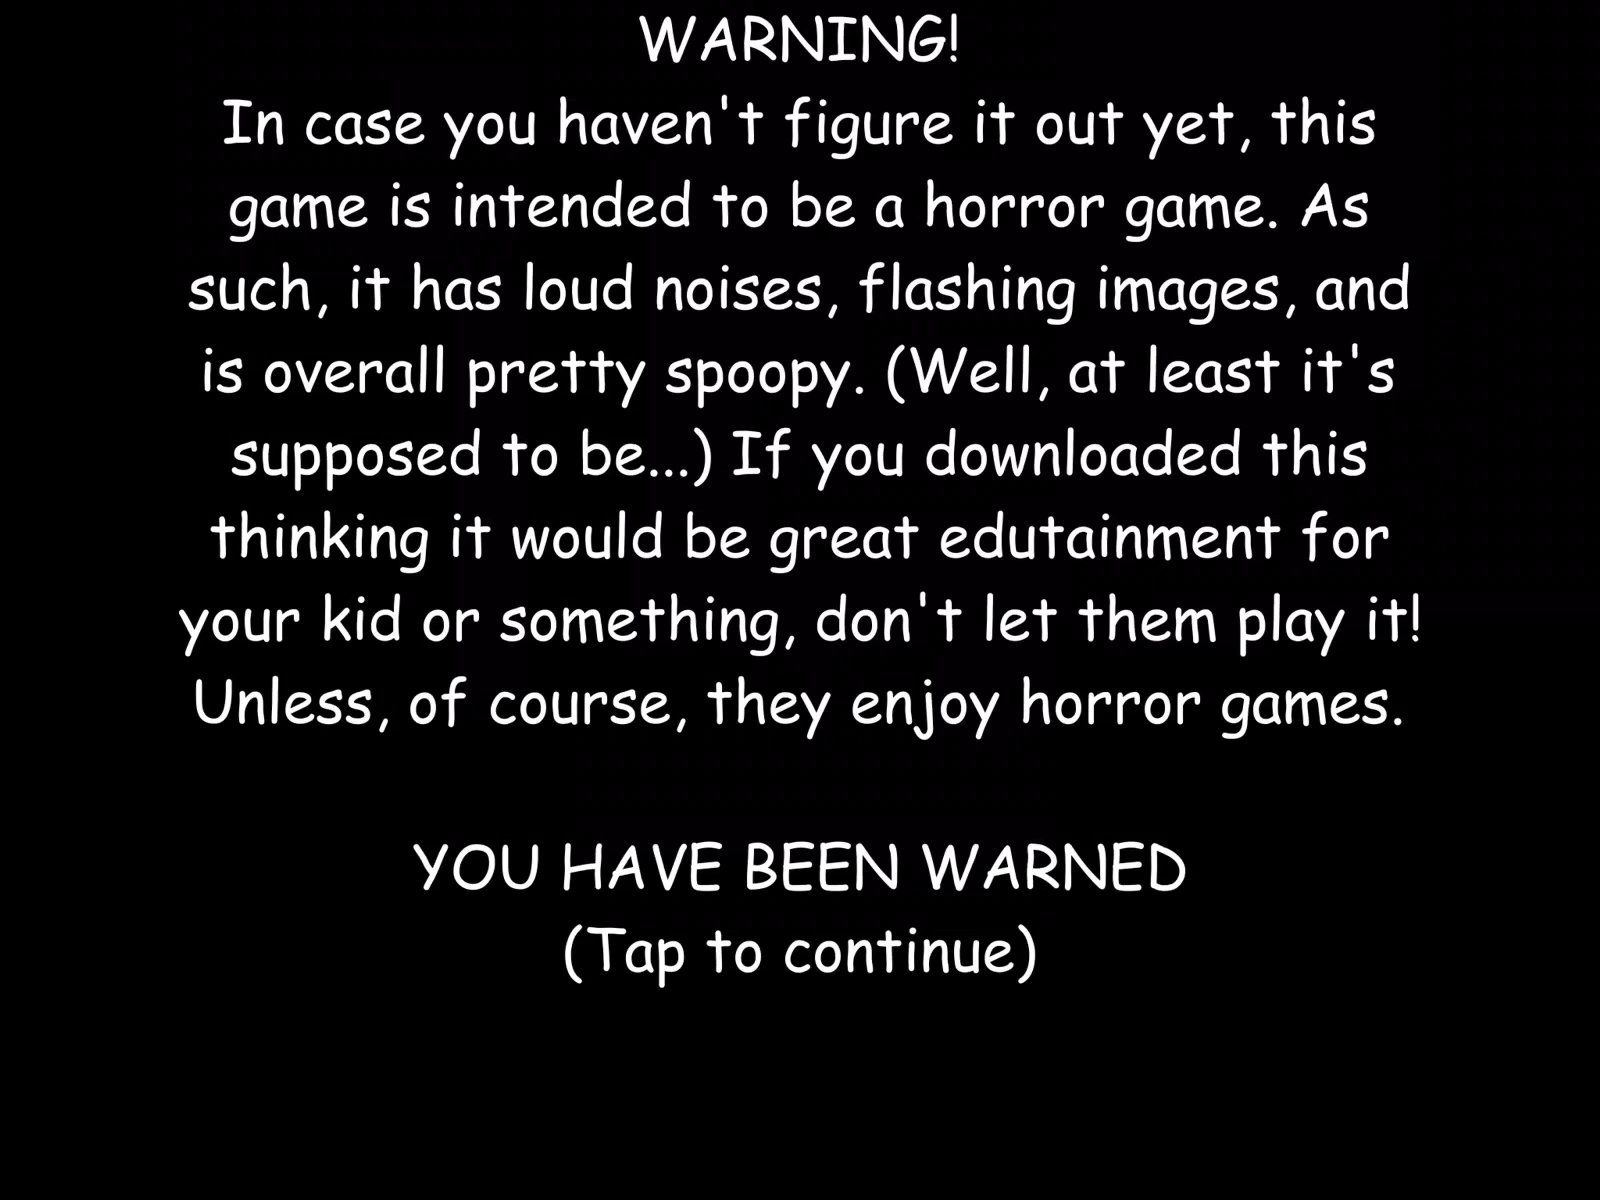 WARNING!
In case you haven't figure it out yet, this
game is intended to be a horror game. As
such, it has loud noises, flashing images, and
is overall pretty spoopy. (Well, at least it's
supposed to be...) If you downloaded this
thinking it would be great edutainment for
your kid or something, don't let them play it!
Unless, of course, they enjoy horror games.
YOU HAVE BEEN WARNED
(Tap to continue)